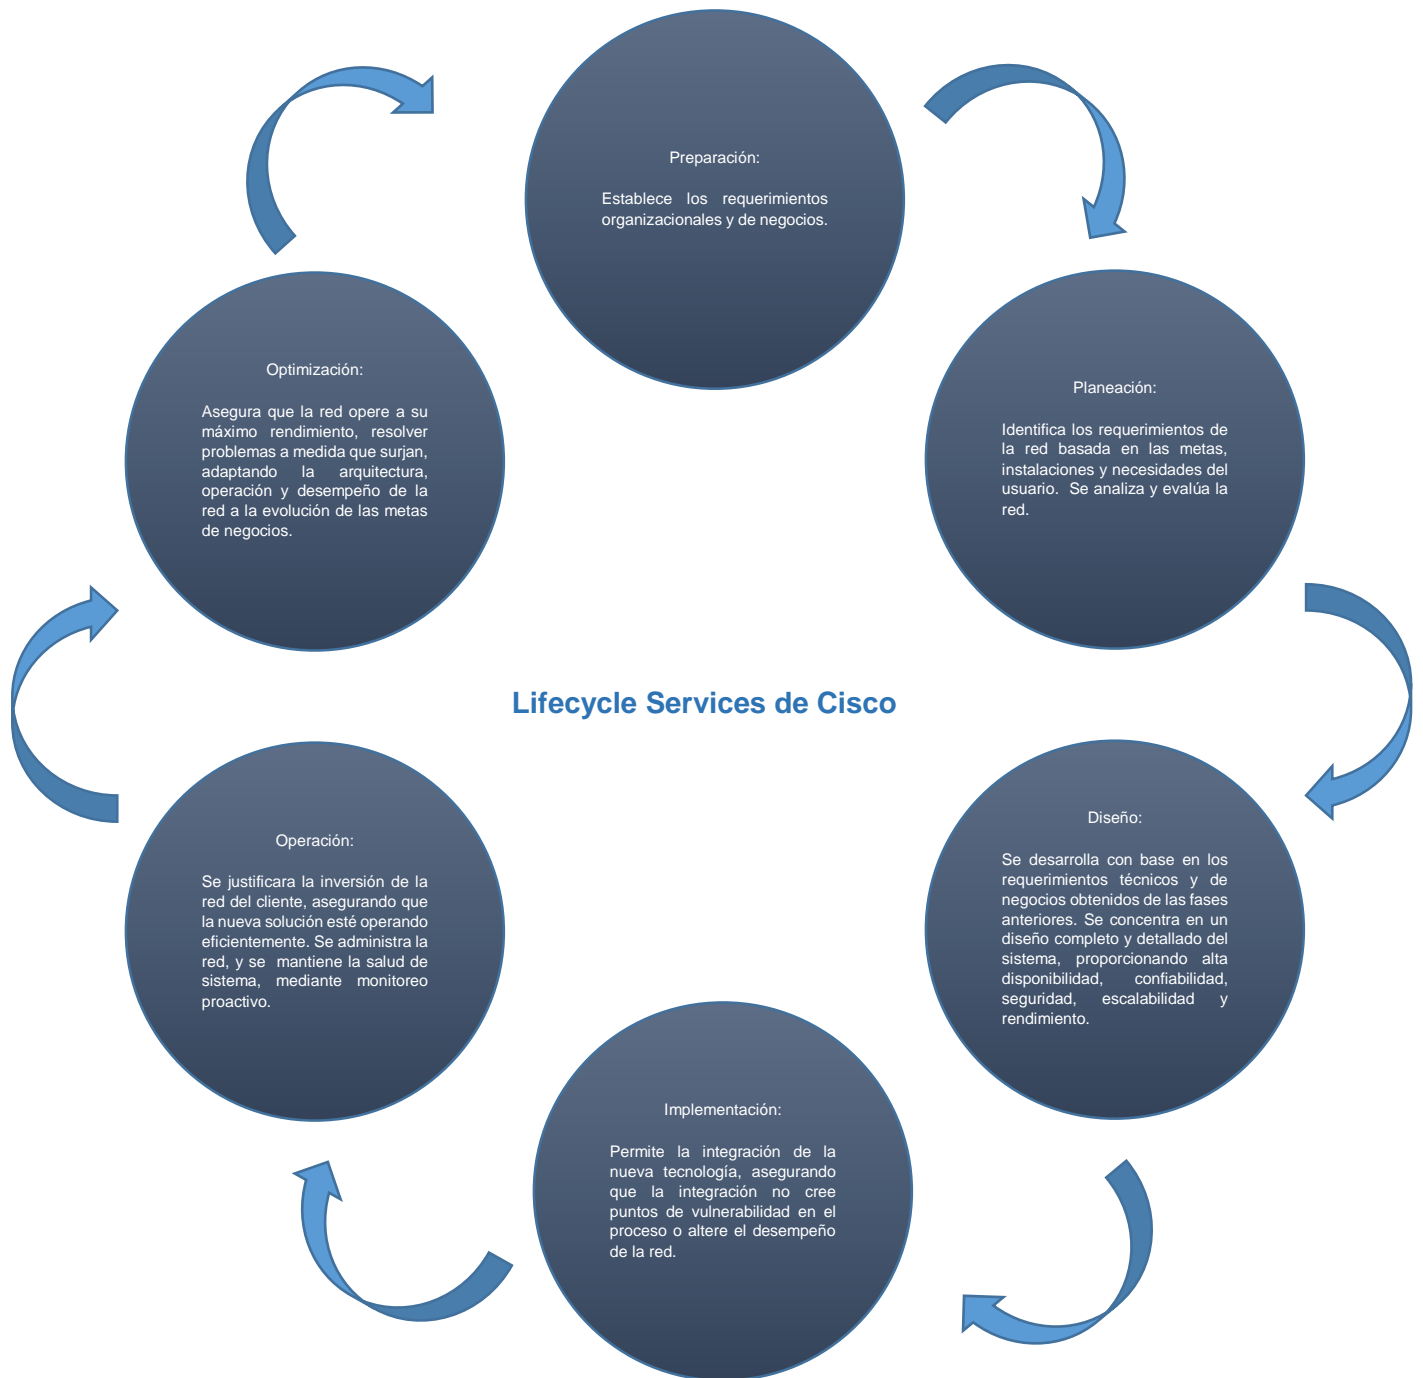 Preparación:
Establece los requerimientos
organizacionales y de negocios.
Planeación:
Identifica los requerimientos de
la red basada en las metas,
instalaciones y necesidades del
usuario. Se analiza y evalúa la
red.
Diseño:
Se desarrolla con base en los
requerimientos técnicos y de
negocios obtenidos de las fases
anteriores. Se concentra en un
diseño completo y detallado del
sistema, proporcionando alta
disponibilidad, confiabilidad,
seguridad, escalabilidad y
rendimiento.
Implementación:
Permite la integración de la
nueva tecnología, asegurando
que la integración no cree
puntos de vulnerabilidad en el
proceso o altere el desempeño
de la red.
Operación:
Se justificara la inversión de la
red del cliente, asegurando que
la nueva solución esté operando
eficientemente. Se administra la
red, y se mantiene la salud de
sistema, mediante monitoreo
proactivo.
Optimización:
Asegura que la red opere a su
máximo rendimiento, resolver
problemas a medida que surjan,
adaptando la arquitectura,
operación y desempeño de la
red a la evolución de las metas
de negocios.
Lifecycle Services de Cisco